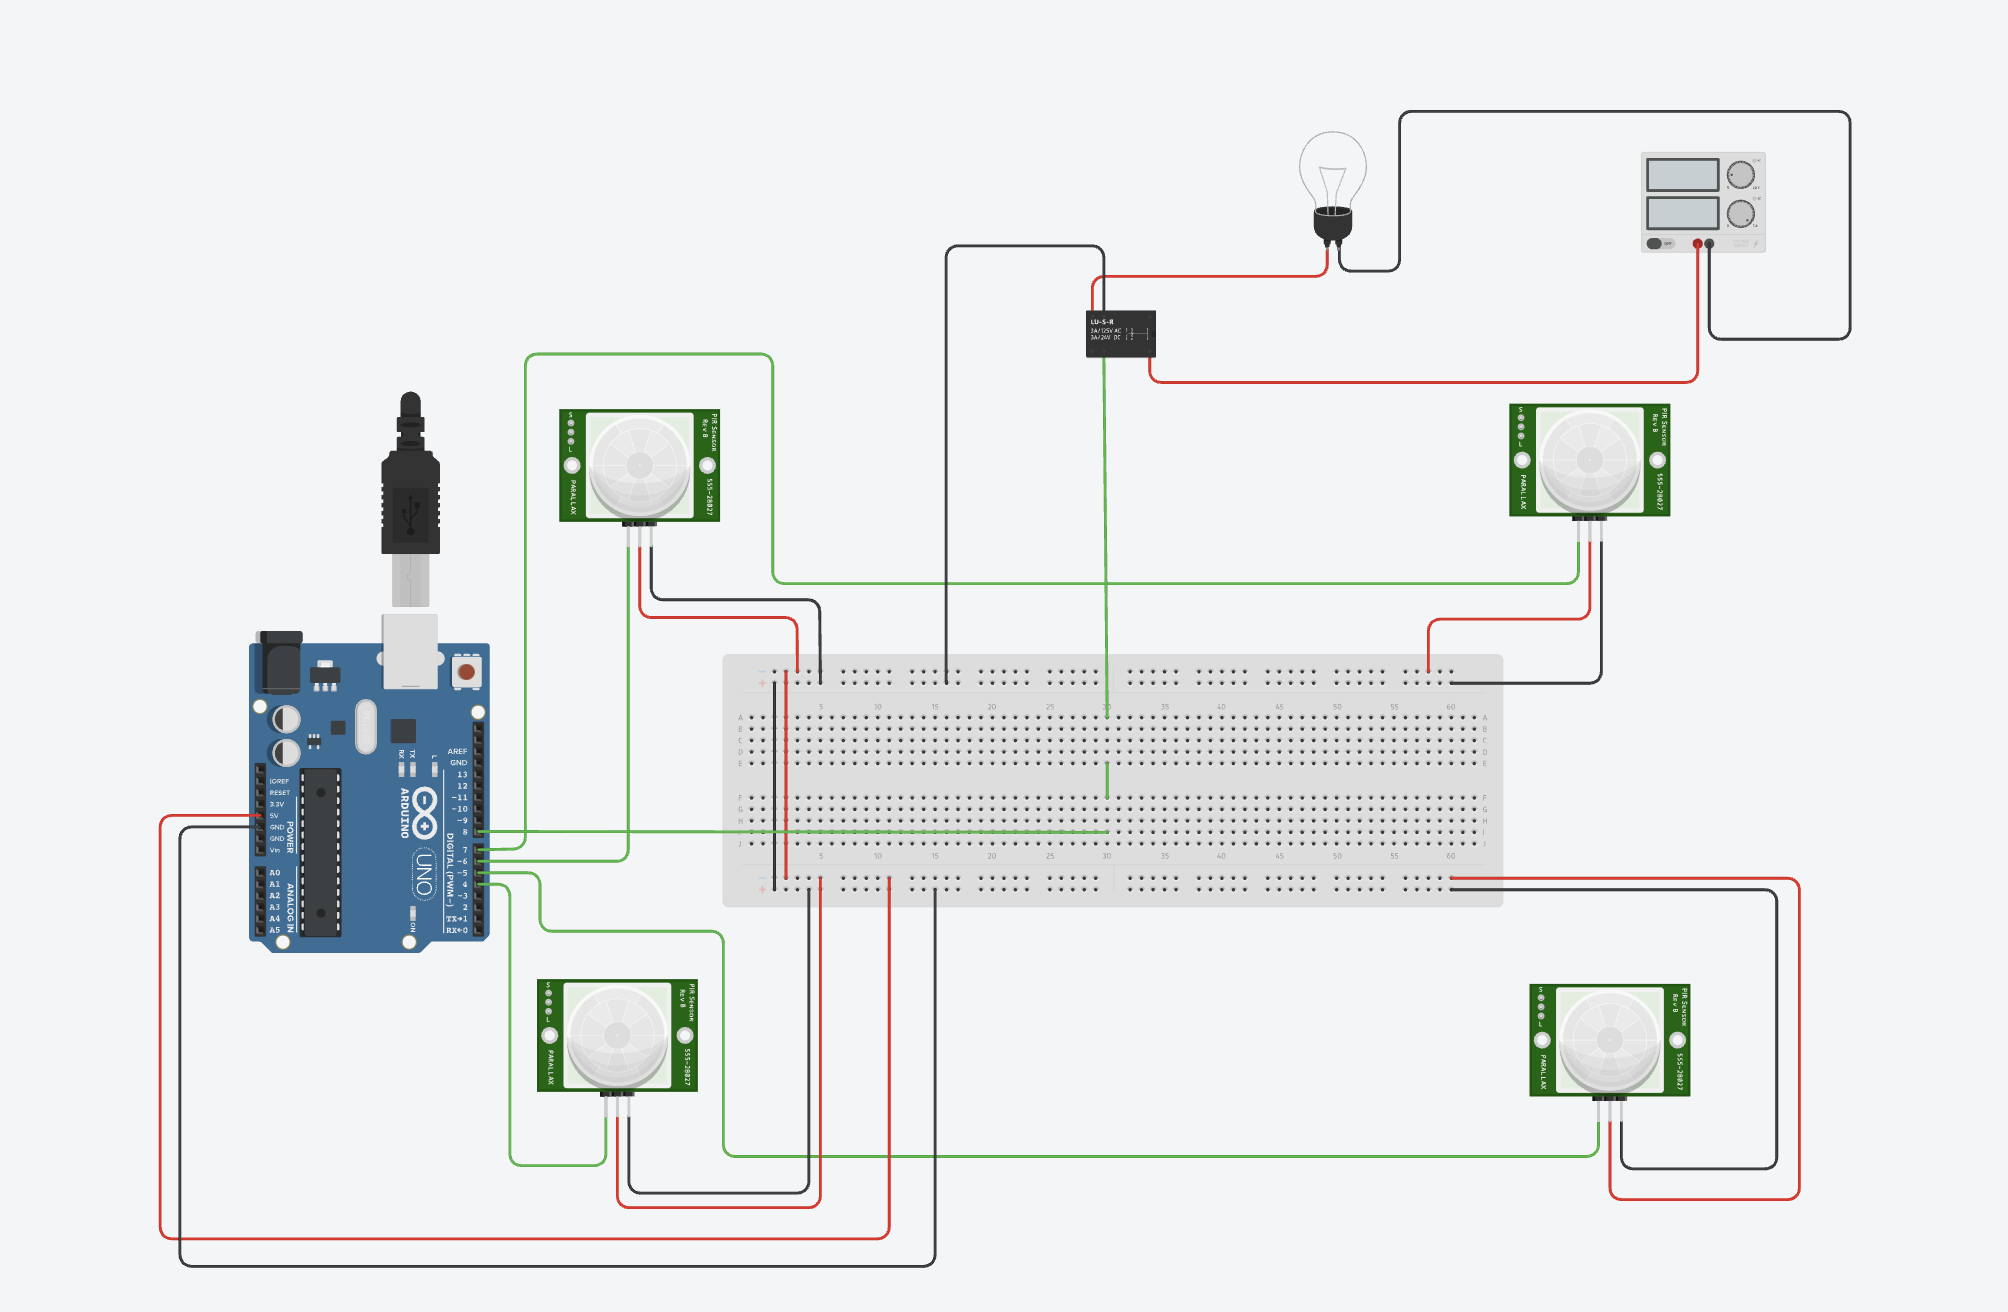 LU-S-R
3A/125V AC
3A/24V DC
OFF
S
L
PIR SENSOR
REV B
PARALLAX
555-28027
S
L
PIR SENSOR
REV B
PARALLAX
555-28027
AREF
GND
13
12
~11
~10
~9
8
7
~6
~5
4
~3
2
TX→1
RX←0
DIGITAL (PWM~)
IOREF
RESET
3.3V
5V
GND
GND
Vin
POWER
A0
A1
A2
A3
A4
A5
ANALOG IN
RX
TX
L
ARDUINO
UNO
ON
-
+
5 10 15 20 25 30 35 40 45 50 55 60
A A
B B
C C
D D
E E
F F
G G
H H
I
J J
5 10 15 20 25 30 35 40 45 50 55 60
-
+
S
L
PIR SENSOR
REV B
PARALLAX
555-28027
S
L
PIR SENSOR
REV B
PARALLAX
555-28027